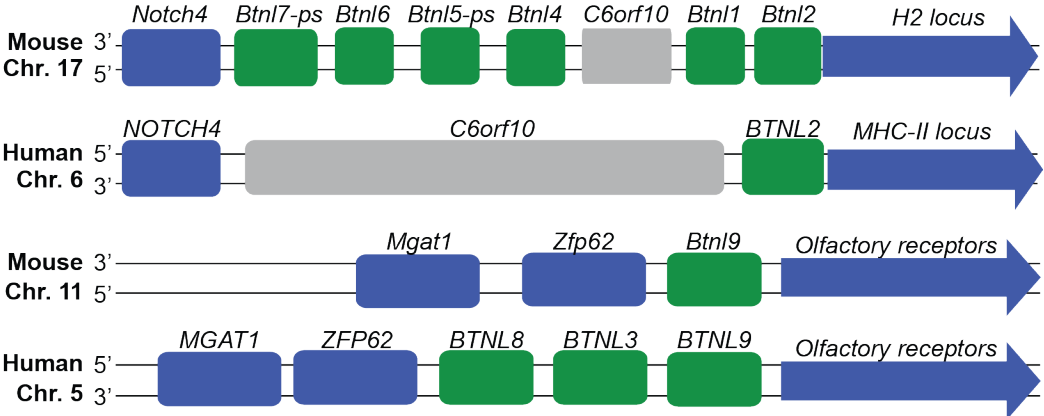 Notch4 Btnl7-ps Btnl6 Btnl5-ps Btnl4 C6orf10 Btnl1 Btnl2 H2 locus
Mouse 3’
Chr. 17 5’
NOTCH4 C6orf10 BTNL2 MHC-II locus
Human 5’
Chr. 6 3’
Mgat1 Zfp62 Btnl9 Olfactory receptors
Mouse 3’
Chr. 11 5’
MGAT1 ZFP62 BTNL8 BTNL3 BTNL9 Olfactory receptors
Human 5’
Chr. 5 3’